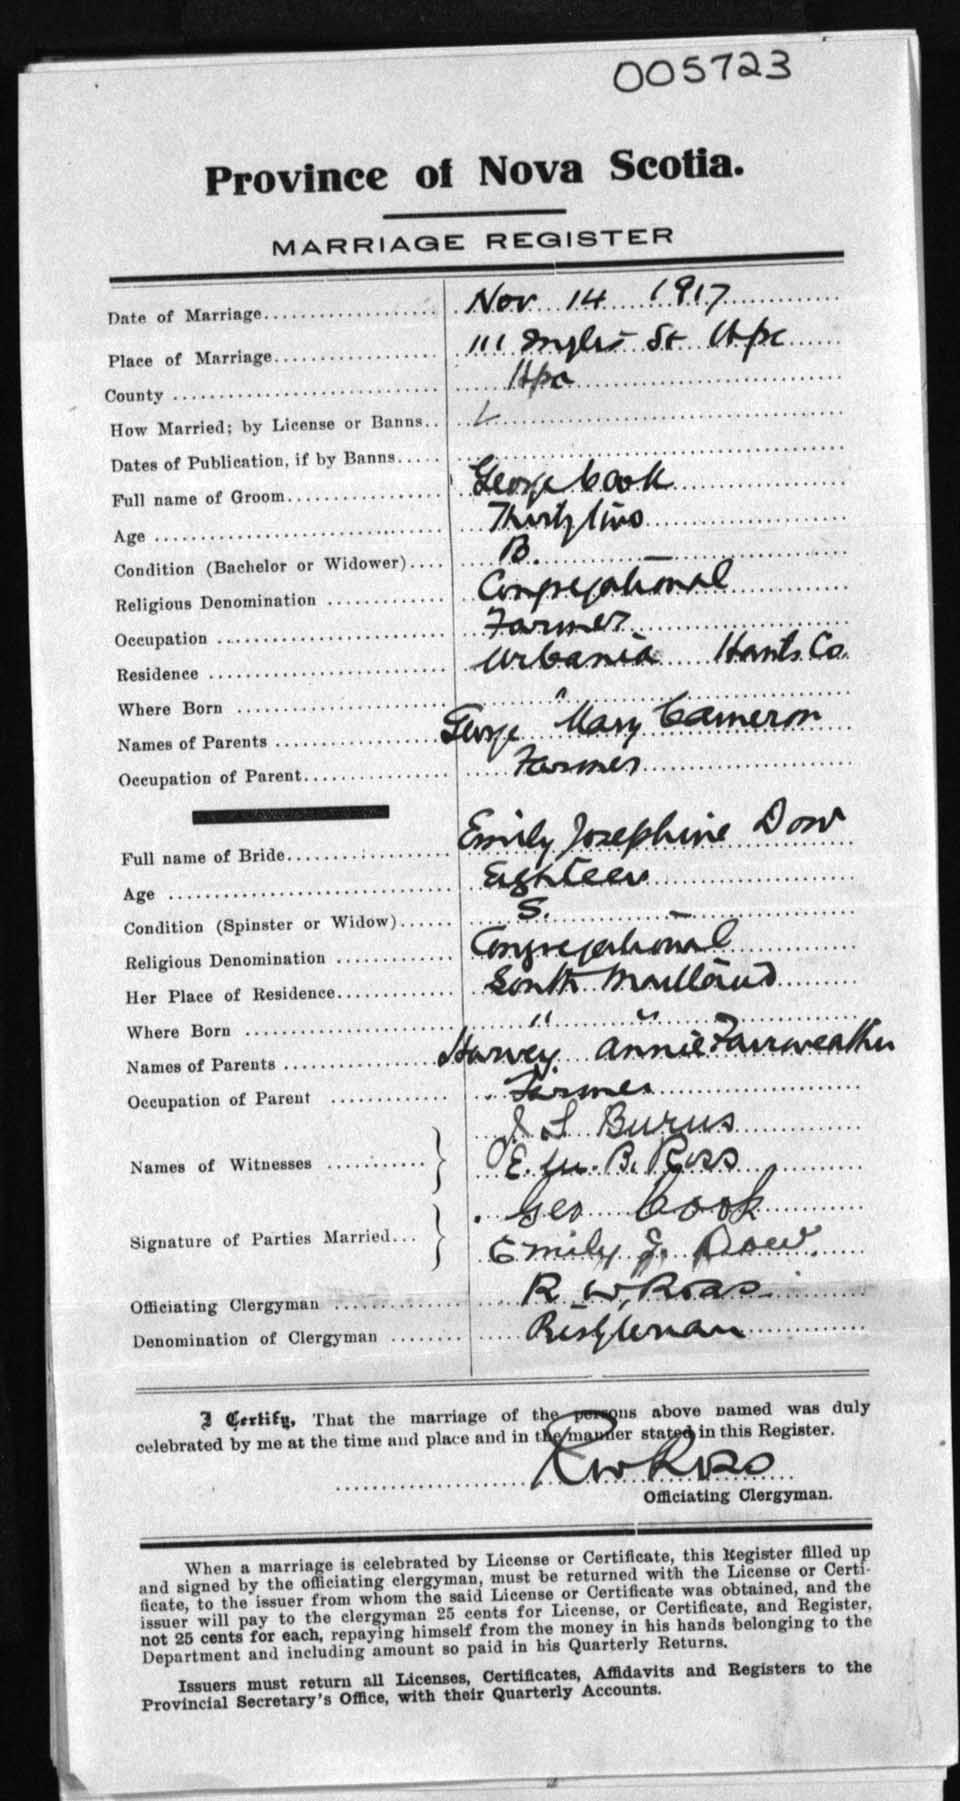 005723
Province of Nova Scotia.
MARRIAGE REGISTER
Date of Marriage Nov 14 1917
Place of Marriage 111 Inglis St Hfx
County Hfx
How Married; by License or Banns L
Dates of Publication, if by Banns
Full name of Groom George Cook
Age Thirty two
Condition (Bachelor or Widower) B.
Religious Denomination Congregational
Occupation Farmer
Residence Urbania Hants Co.
Where Born "
Names of Parents George Mary Cameron
Occupation of Parent Farmer
Full name of Bride Emily Josephine Dow
Age Eighteen
Condition (Spinster or Widow) S.
Religious Denomination Congregational
Her Place of Residence South Maitland
Where Born " "
Names of Parents Harvey Annie Fairweather
Occupation of Parent Farmer
J L Burns
Names of Witnesses E. M. B. Ross
Geo Cook
Signature of Parties Married Emily J. Dow.
Officiating Clergyman R. W. Ross
Denomination of Clergyman
I Certify, That the marriage of the persons above named was duly
celebrated by me at the time and place and in the manner stated in this Register.
R W Ross
Officiating Clergyman.
When a marriage is celebrated by License or Certificate, this Register filled up
and signed by the officiating clergyman, must be returned with the License or Certi-
ficate, to the issuer from whom the said License or Certificate was obtained, and the
issuer will pay to the clergyman 25 cents for License, or Certificate, and Register,
not 25 cents for each, repaying himself from the money in his hands belonging to the
Department and including amount so paid in his Quarterly Returns.
Issuers must return all Licenses, Certificates, Affidavits and Registers to the
Provincial Secretary's Office, with their Quarterly Accounts.